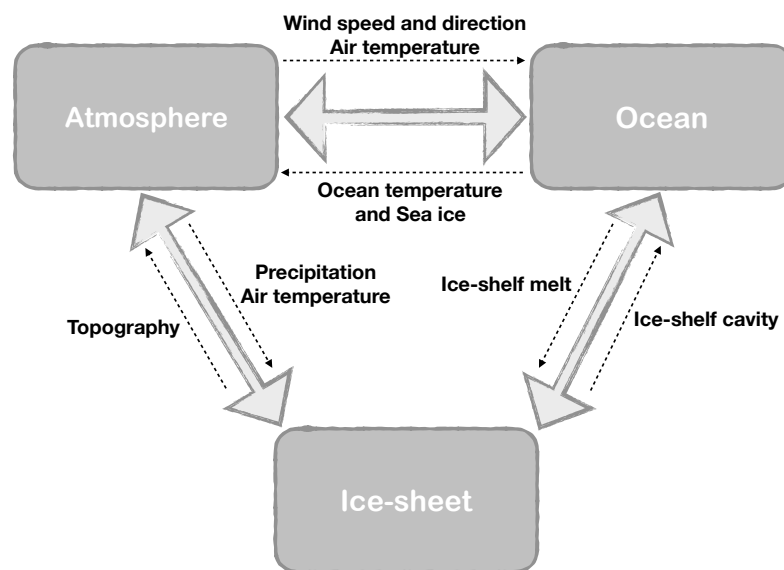 Wind speed and direction
Air temperature
Atmosphere
Ocean
Ocean temperature
and Sea ice
Precipitation
Air temperature
Topography
Ice-shelf melt
Ice-shelf cavity
Ice-sheet